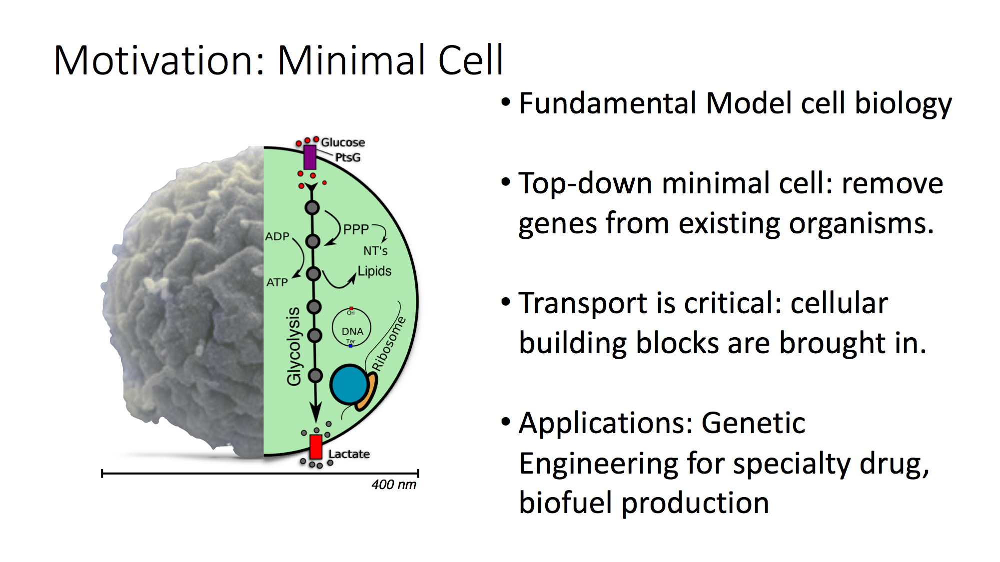 Motivation: Minimal Cell
• Fundamental Model cell biology
• Top-down minimal cell: remove
genes from existing organisms.
• Transport is critical: cellular
building blocks are brought in.
• Applications: Genetic
Engineering for specialty drug,
biofuel production
Glucose
PtsG
PPP
ADP
NT's
Lipids
ATP
Glycolysis
Ori
DNA
Ter
Ribosome
Lactate
400 nm